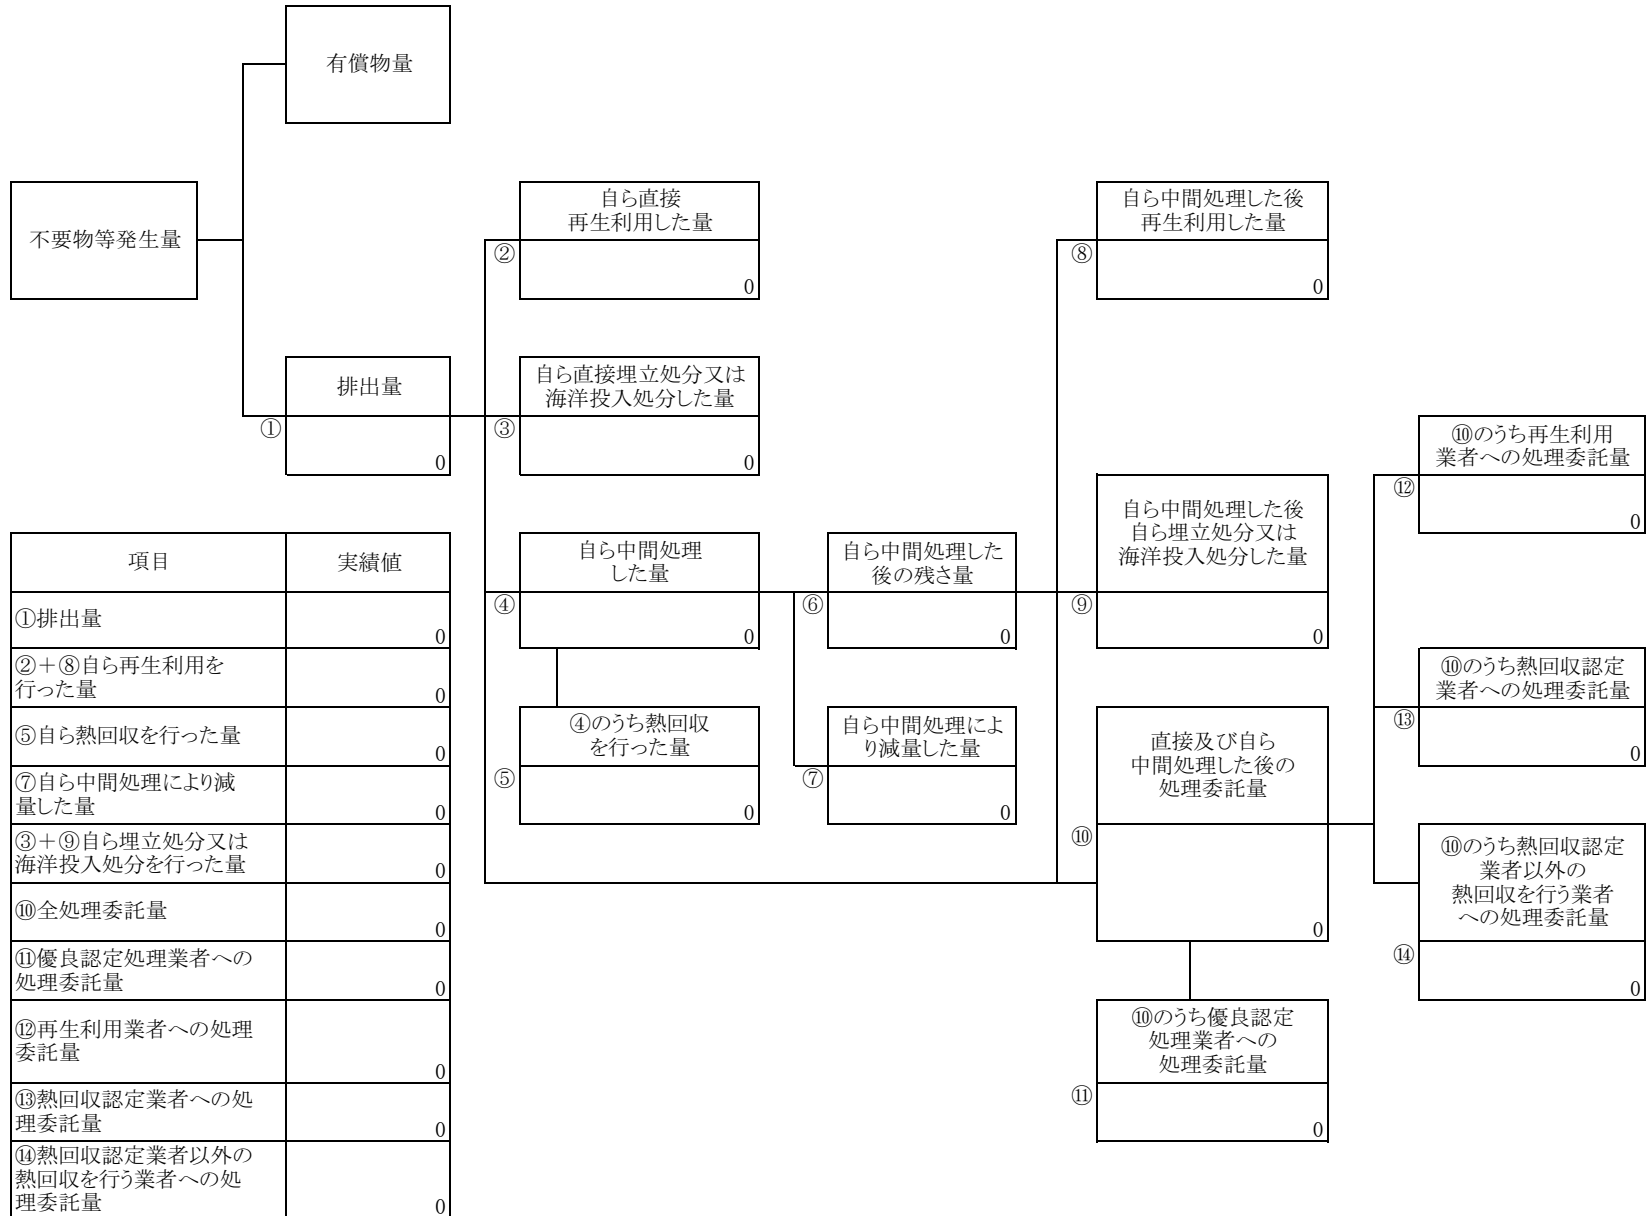 有償物量
不要物等発生量
自ら直接
再生利用した量
②
0
自ら中間処理した後
再生利用した量
⑧
0
排出量
①
0
自ら直接埋立処分又は
海洋投入処分した量
③
0
⑩のうち再生利用
業者への処理委託量
⑫
0
自ら中間処理
した量
④
0
自ら中間処理した
後の残さ量
⑥
0
自ら中間処理した後
自ら埋立処分又は
海洋投入処分した量
⑨
0
⑩のうち熱回収認定
業者への処理委託量
⑬
0
④のうち熱回収
を行った量
⑤
0
自ら中間処理によ
り減量した量
⑦
0
直接及び自ら
中間処理した後の
処理委託量
⑩
0
⑩のうち熱回収認定
業者以外の
熱回収を行う業者
への処理委託量
⑭
0
⑩のうち優良認定
処理業者への
処理委託量
⑪
0
項目 実績値
①排出量
0
②＋⑧自ら再生利用を
行った量
0
⑤自ら熱回収を行った量
0
⑦自ら中間処理により減
量した量
0
③＋⑨自ら埋立処分又は
海洋投入処分を行った量
0
⑩全処理委託量
0
⑪優良認定処理業者への
処理委託量
0
⑫再生利用業者への処理
委託量
0
⑬熱回収認定業者への処
理委託量
0
⑭熱回収認定業者以外の
熱回収を行う業者への処
理委託量
0